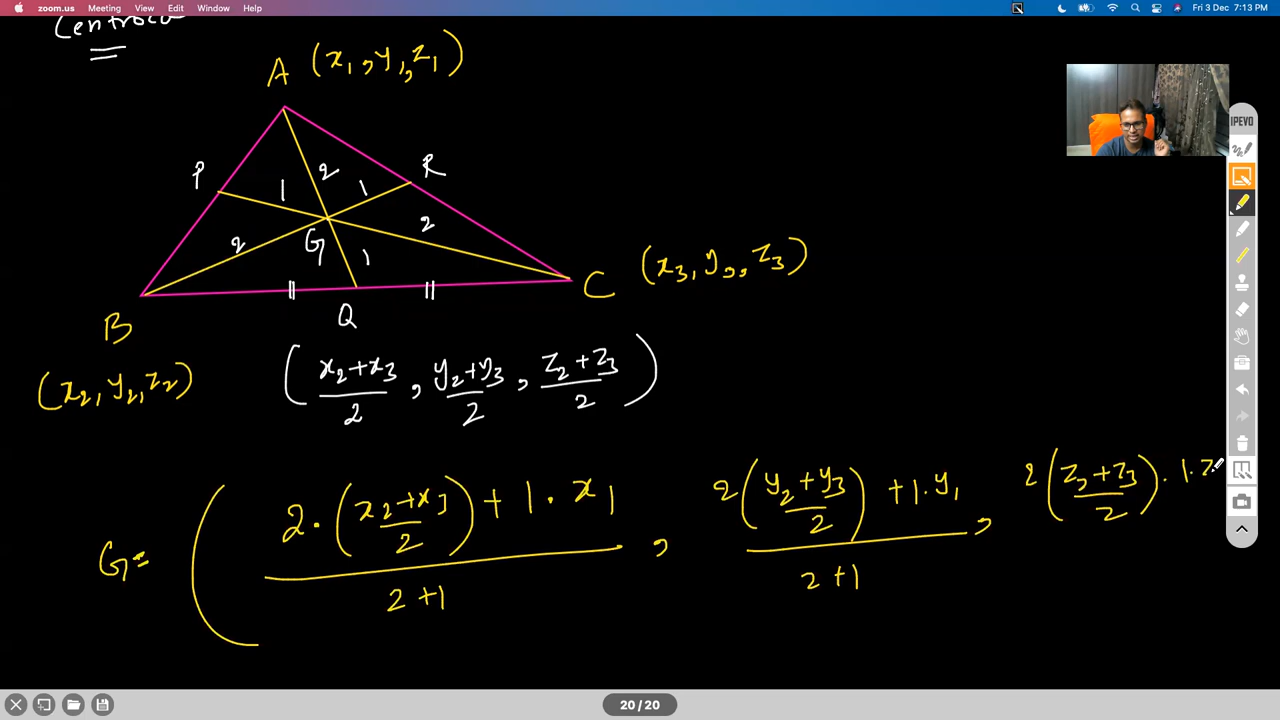 zoom.us Meeting View Edit Window Help Fri 3 Dec 7:13 PM
A (x₁, y₁, z₁)
IPEVO
P R
2
1 1
2 2
G 1
C (x₃, y₃, z₃)
B Q
(x₂, y₂, z₂) ( (x₂+x₃)/2 , (y₂+y₃)/2 , (z₂+z₃)/2 )
G = ( (2·((x₂+x₃)/2) + 1·x₁)/(2+1) , (2((y₂+y₃)/2) + 1·y₁)/(2+1) , 2((z₂+z₃)/2) · 1·z
20 / 20